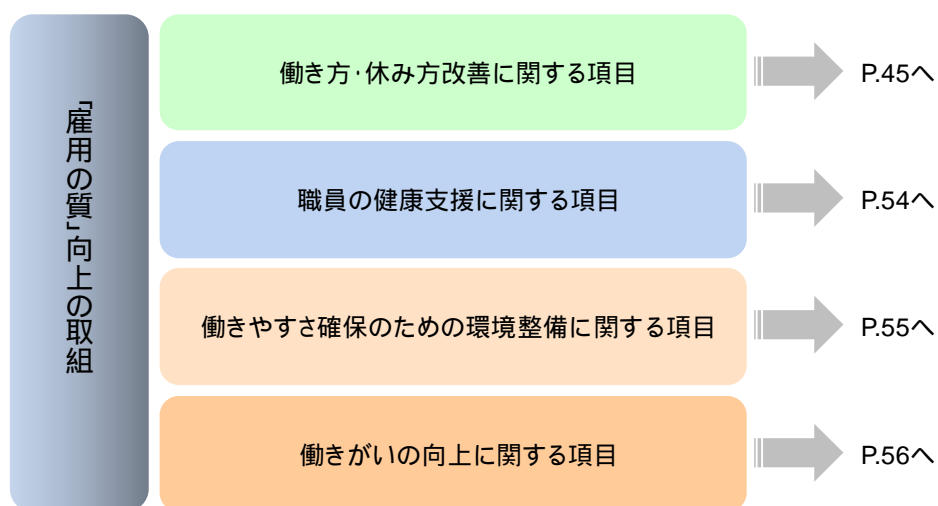 「雇用の質」向上の取組
働き方・休み方改善に関する項目
P.45へ
職員の健康支援に関する項目
P.54へ
働きやすさ確保のための環境整備に関する項目
P.55へ
働きがいの向上に関する項目
P.56へ